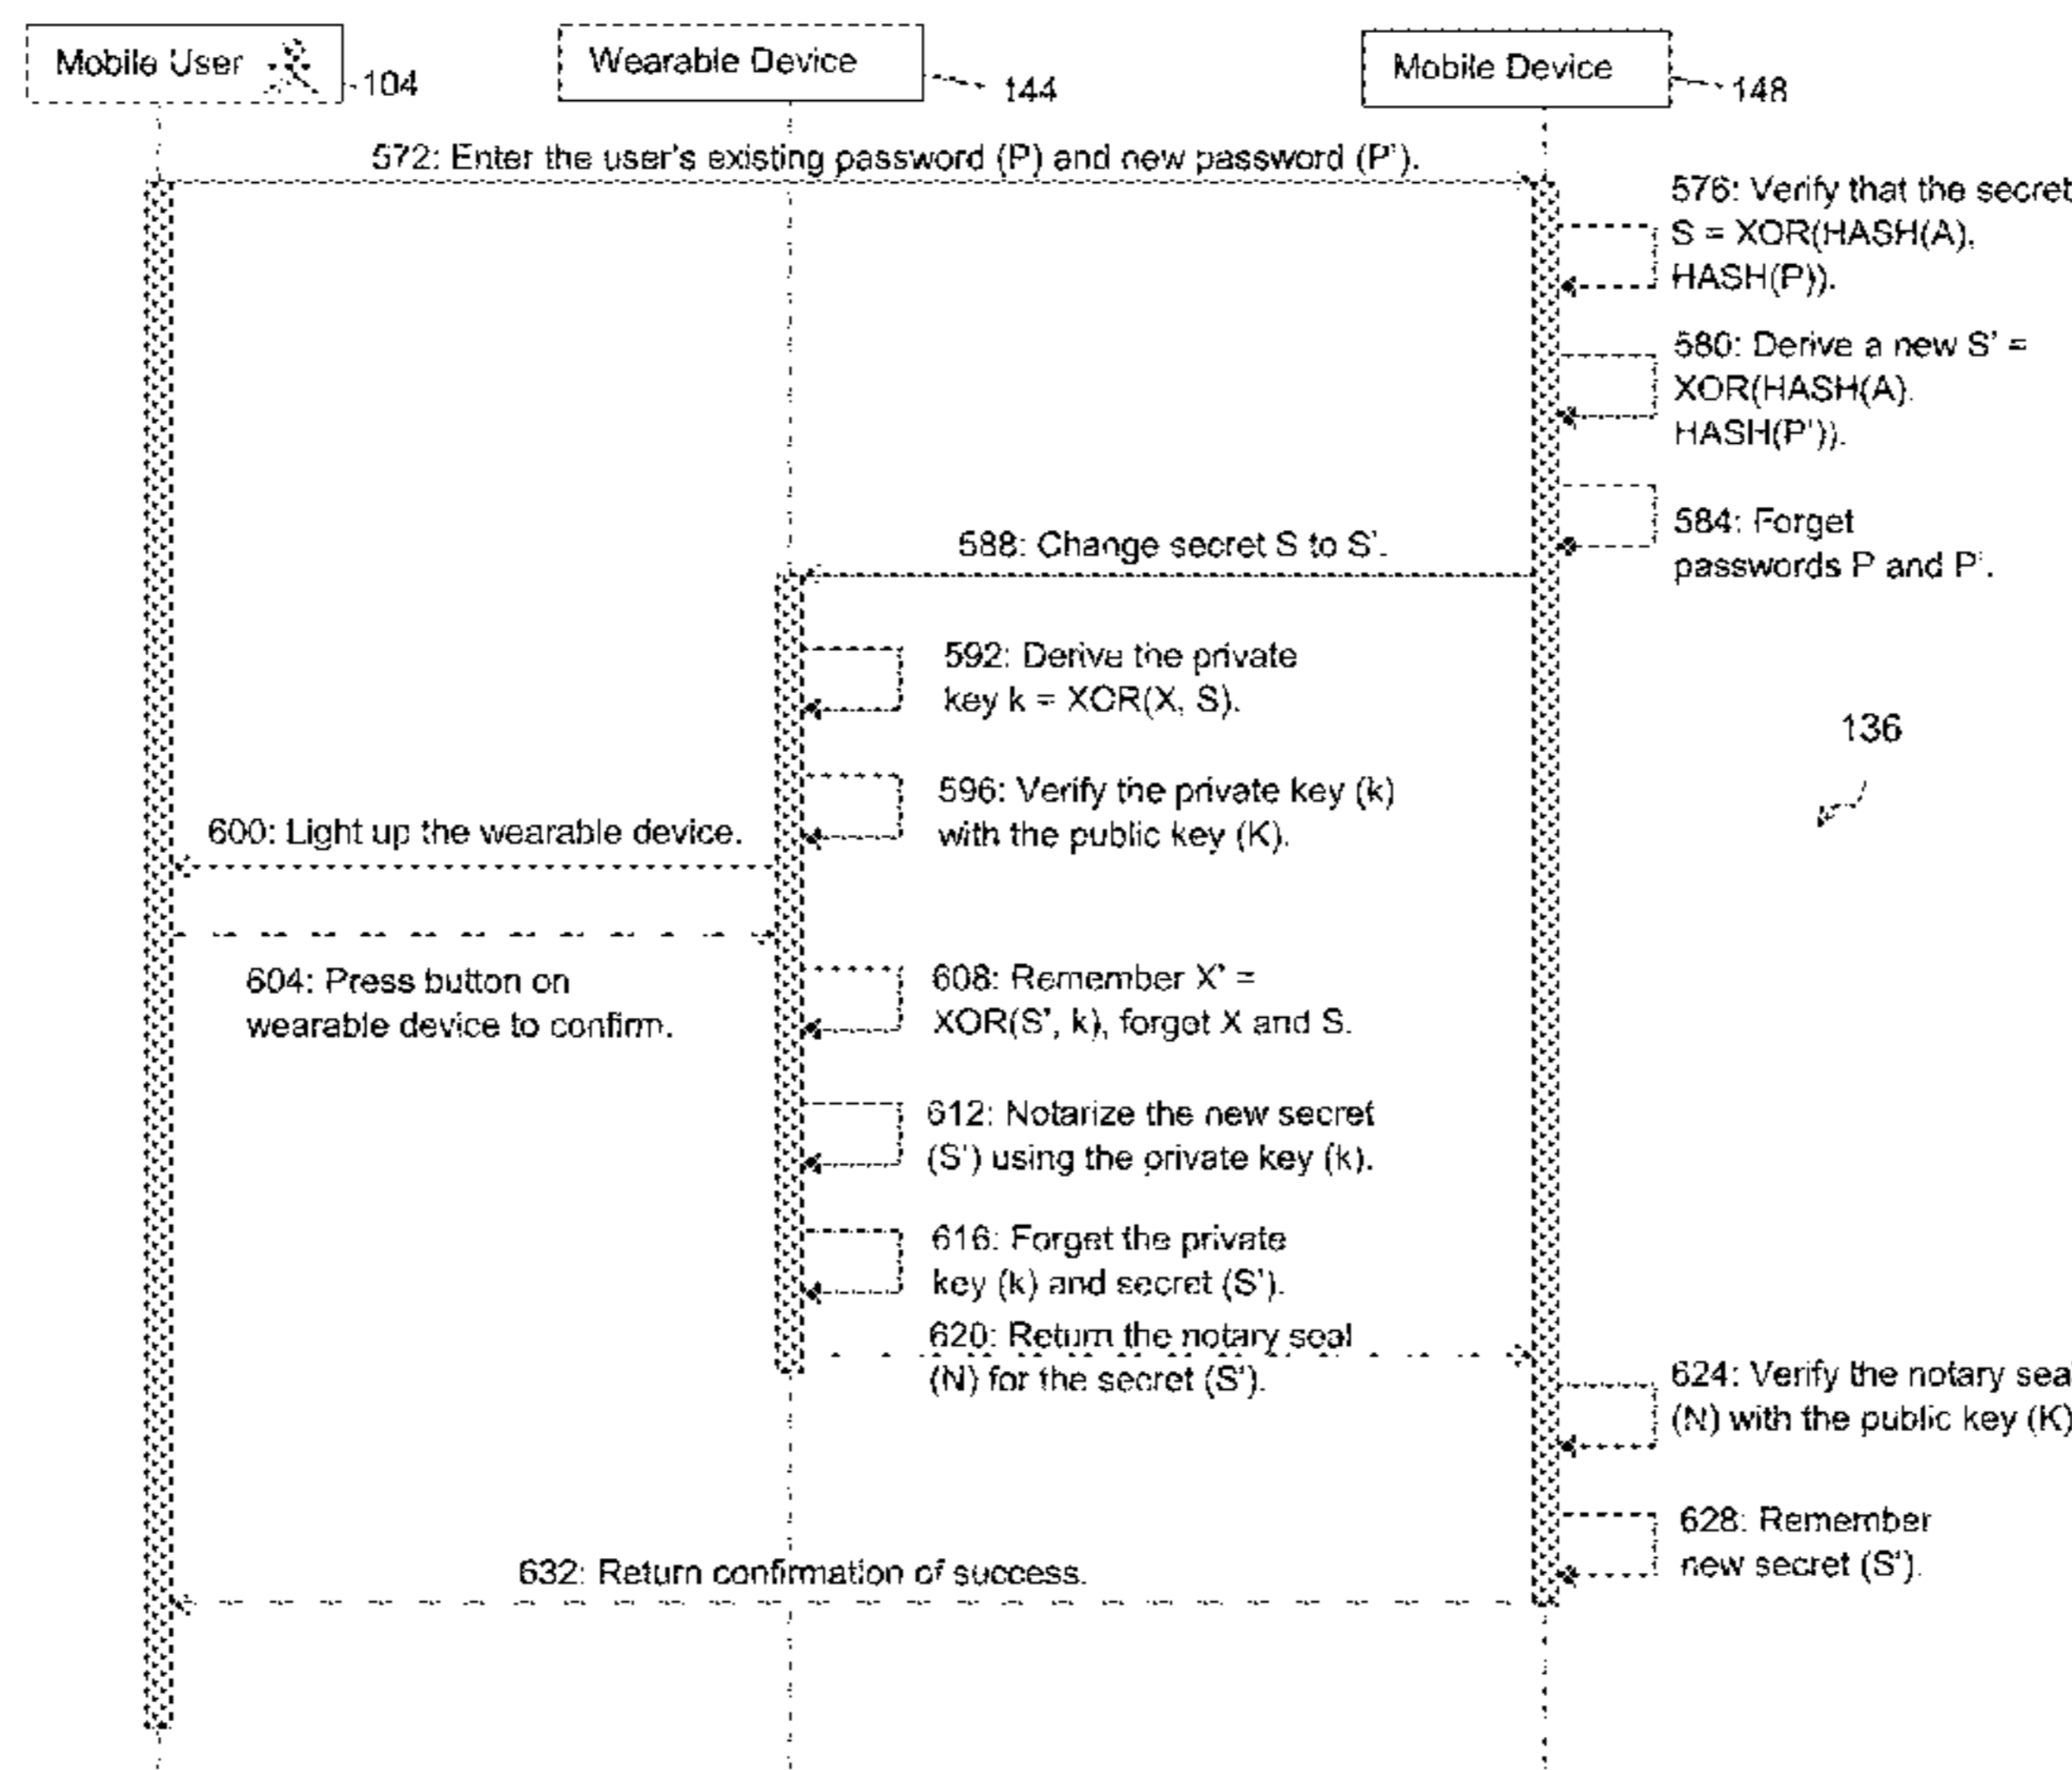 Mobile User
104
Wearable Device
144
Mobile Device
148
572: Enter the user's existing password (P) and new password (P').
576: Verify that the secret
S = XOR(HASH(A),
HASH(P)).
580: Derive a new S' =
XOR(HASH(A),
HASH(P')).
584: Forget
passwords P and P'.
588: Change secret S to S'.
592: Derive the private
key k = XOR(X, S).
136
596: Verify the private key (k)
with the public key (K).
600: Light up the wearable device.
604: Press button on
wearable device to confirm.
608: Remember X' =
XOR(S', k), forget X and S.
612: Notarize the new secret
(S') using the private key (k).
616: Forget the private
key (k) and secret (S').
620: Return the notary seal
(N) for the secret (S').
624: Verify the notary sea
(N) with the public key (K)
628: Remember
new secret (S').
632: Return confirmation of success.